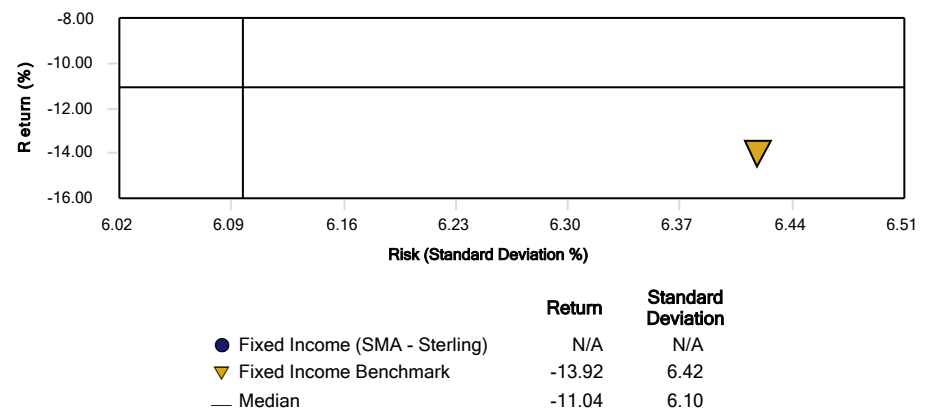 -8.00
-10.00
-12.00
-14.00
-16.00
Return (%)
6.02 6.09 6.16 6.23 6.30 6.37 6.44 6.51
Risk (Standard Deviation %)
Return Standard Deviation
Fixed Income (SMA - Sterling) N/A N/A
Fixed Income Benchmark -13.92 6.42
Median -11.04 6.10